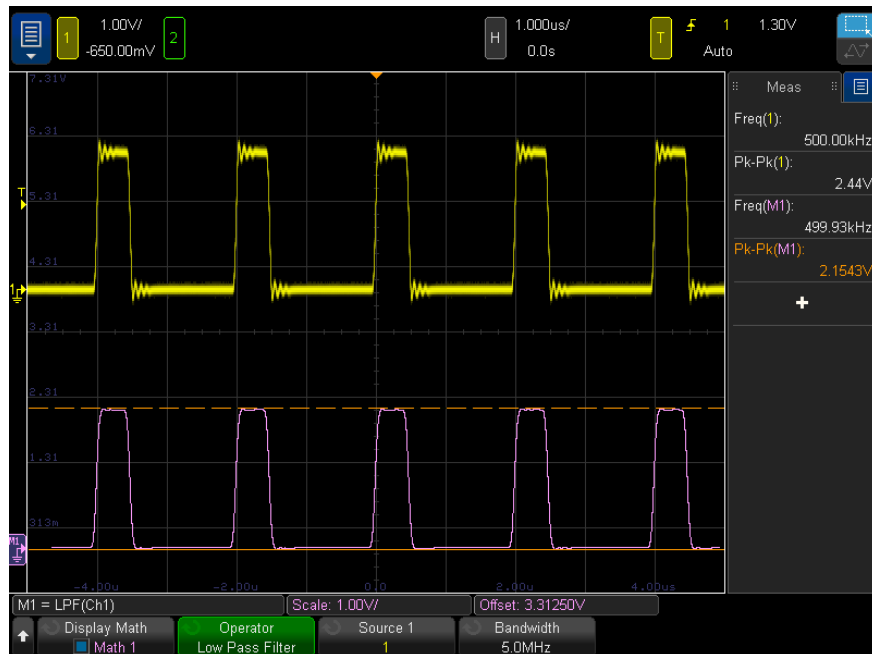 1.00V/ 1.000us/ 1 1.30V
1 2 H T
-650.00mV 0.0s Auto
Meas
7.31V
Freq(1):
6.31
500.00kHz
Pk-Pk(1):
2.44V
T
5.31
Freq(M1):
499.93kHz
Pk-Pk(M1):
4.31
2.1543V
1
+
3.31
2.31
1.31
313m
M1
-4.00u -2.00u 0.0 2.00u 4.00us
M1 = LPF(Ch1) Scale: 1.00V/ Offset: 3.31250V
Display Math Operator Source 1 Bandwidth
Math 1 Low Pass Filter 1 5.0MHz